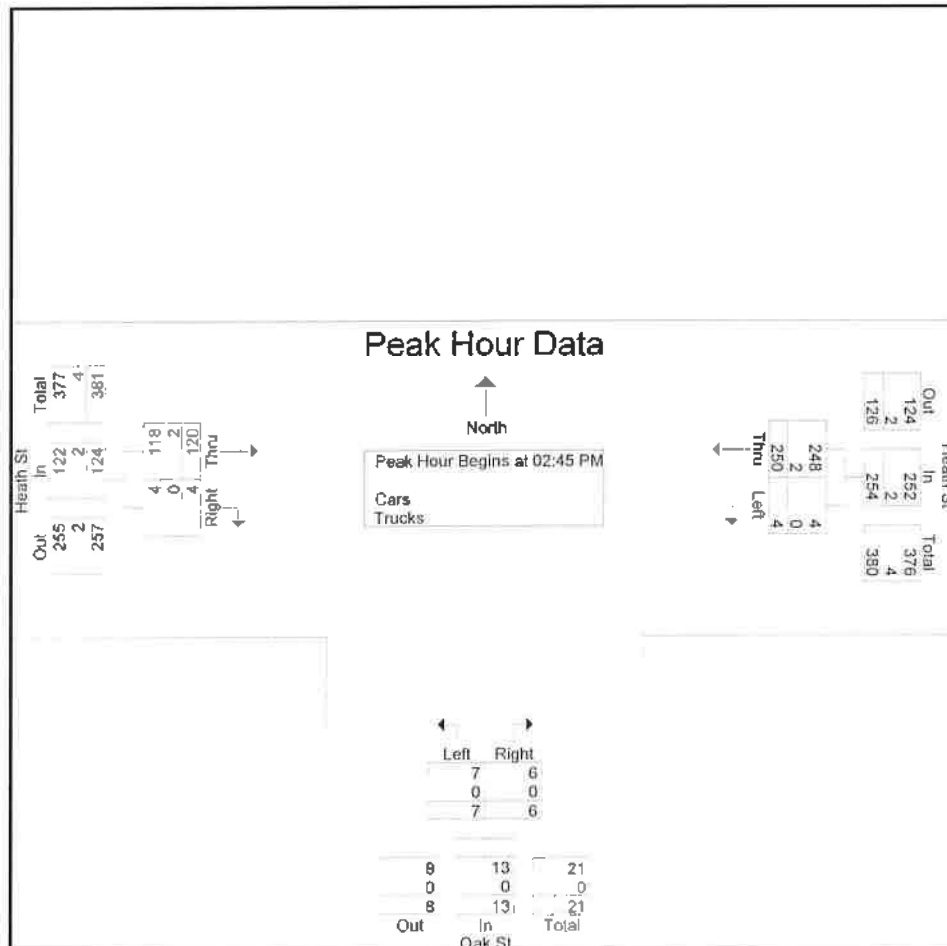 Peak Hour Data
North
Peak Hour Begins at 02:45 PM
Cars
Trucks
Heath St
Out In Total
255 122 377
2 2 4
257 124 381
Right Thru
4 118
0 2
4 120
Thru Left
248 4
2 0
250 4
Out In Total
124 252 376
2 2 4
126 254 380
Heath St
Left Right
7 6
0 0
7 6
13 21
0 0 0
8 13 21
Out In Total
Oak St